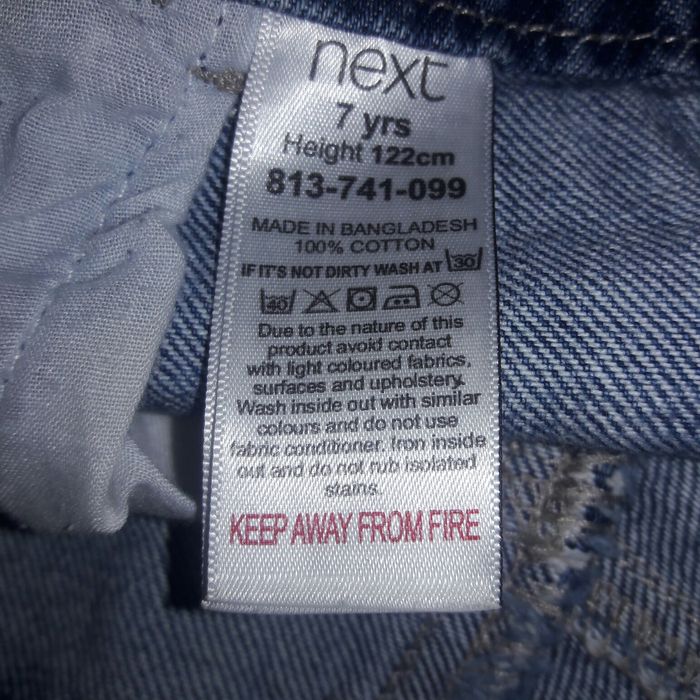 next
7 yrs
Height 122cm
813-741-099
MADE IN BANGLADESH
100% COTTON
IF IT'S NOT DIRTY WASH AT 30
40
Due to the nature of this
product avoid contact
with light coloured fabrics,
surfaces and upholstery.
Wash inside out with similar
colours and do not use
fabric conditioner. Iron inside
out and do not rub isolated
stains.
KEEP AWAY FROM FIRE